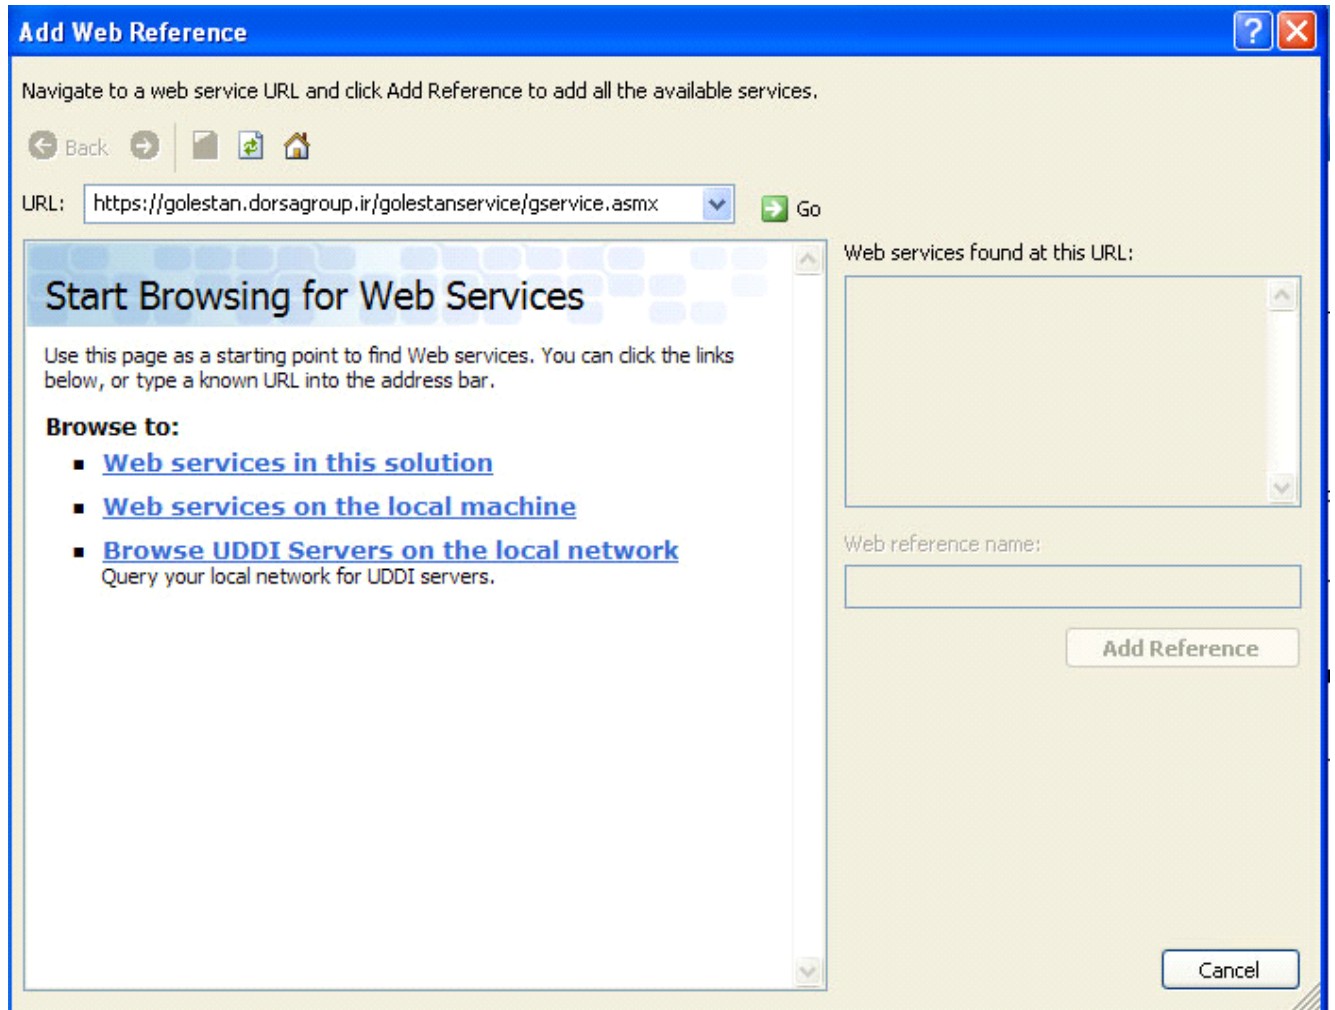 Add Web Reference
Navigate to a web service URL and click Add Reference to add all the available services.
Back
URL: https://golestan.dorsagroup.ir/golestanservice/gservice.asmx Go
Start Browsing for Web Services
Use this page as a starting point to find Web services. You can click the links
below, or type a known URL into the address bar.
Browse to:
Web services in this solution
Web services on the local machine
Browse UDDI Servers on the local network
Query your local network for UDDI servers.
Web services found at this URL:
Web reference name:
Add Reference
Cancel